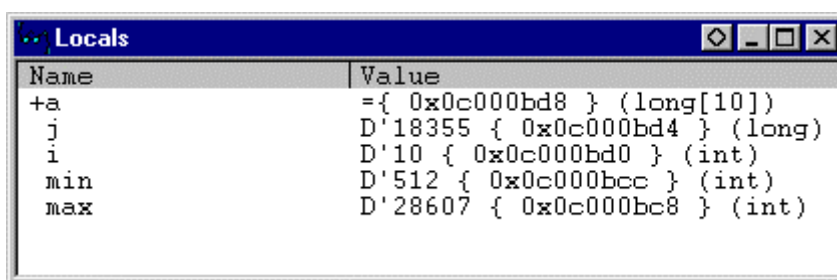 Locals
Name Value
+a ={ 0x0c000bd8 } (long[10])
j D'18355 { 0x0c000bd4 } (long)
i D'10 { 0x0c000bd0 } (int)
min D'512 { 0x0c000bcc } (int)
max D'28607 { 0x0c000bc8 } (int)